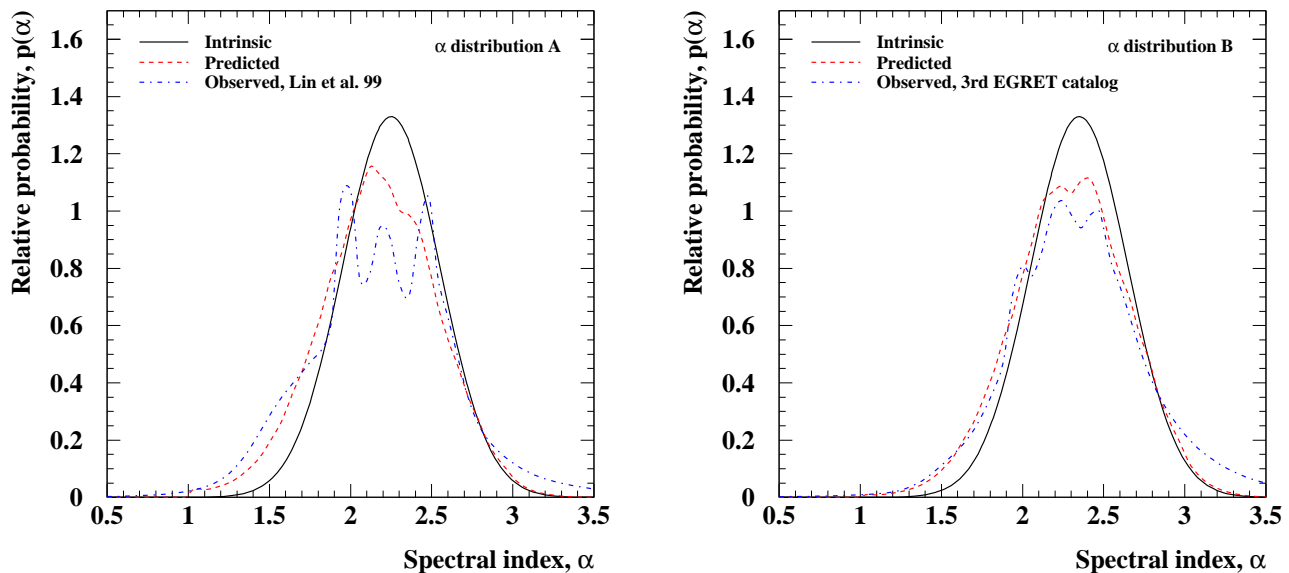 Relative probability, p(α)
1.6
1.4
1.2
1
0.8
0.6
0.4
0.2
0
Intrinsic
Predicted
Observed, Lin et al. 99
α distribution A
0.5 1 1.5 2 2.5 3 3.5
Spectral index, α
Relative probability, p(α)
1.6
1.4
1.2
1
0.8
0.6
0.4
0.2
0
Intrinsic
Predicted
Observed, 3rd EGRET catalog
α distribution B
0.5 1 1.5 2 2.5 3 3.5
Spectral index, α